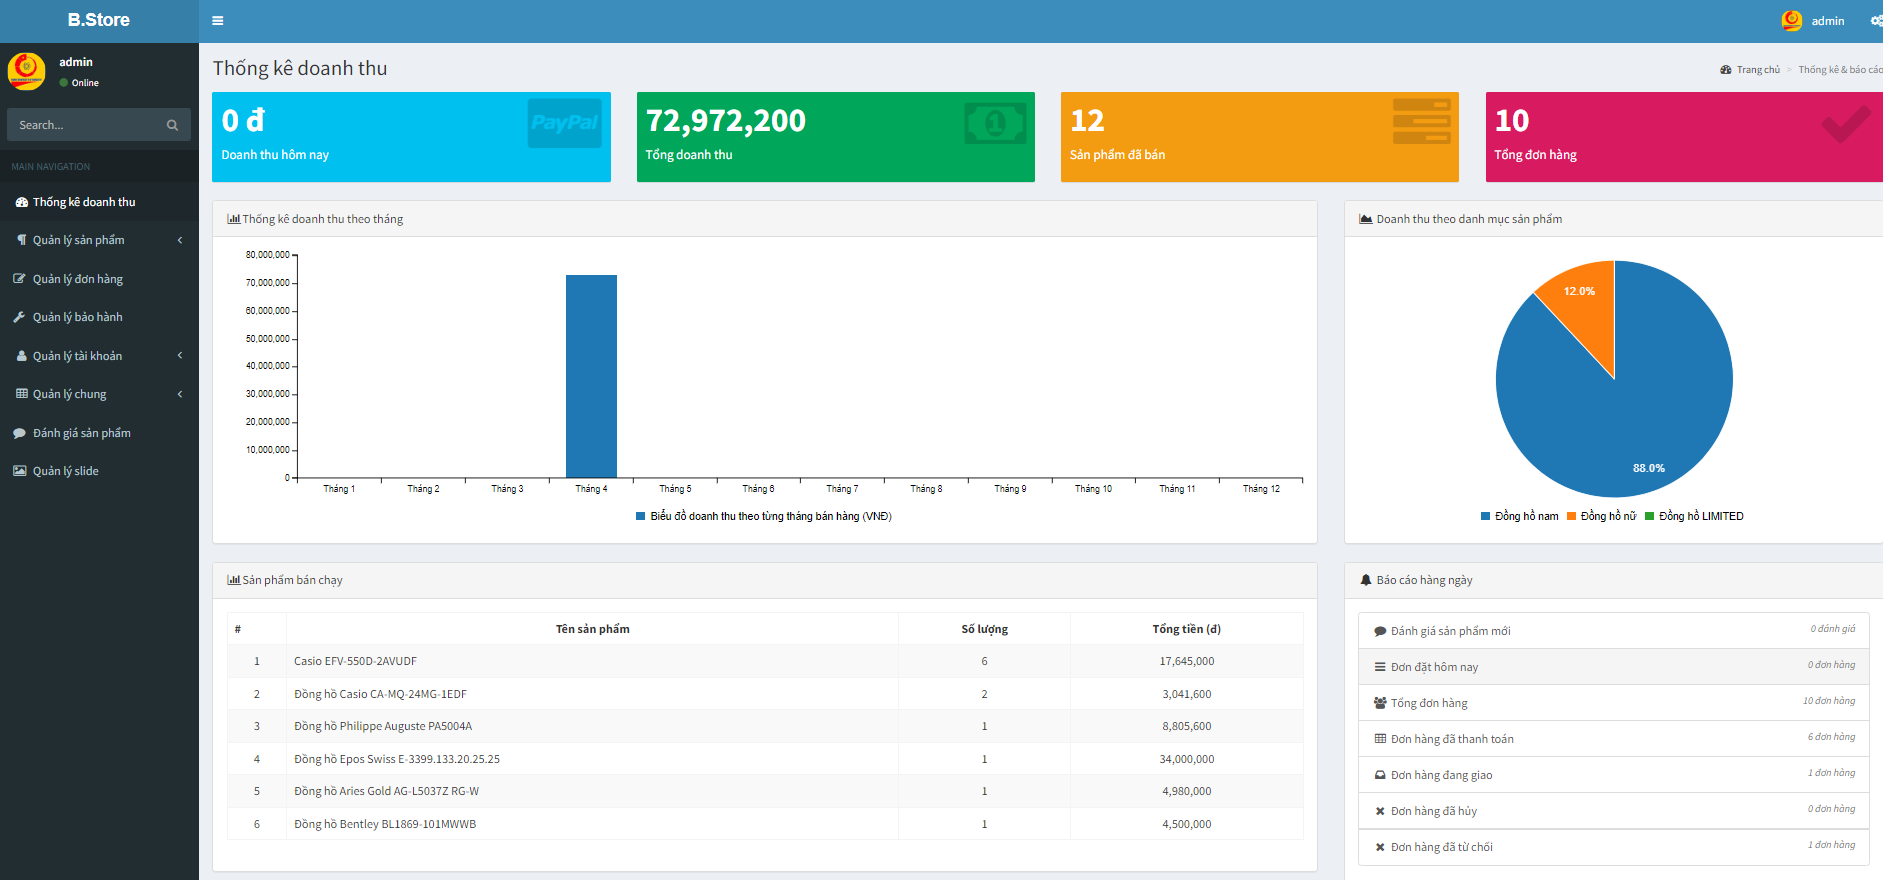 B.Store
admin
admin
Online
Search...
MAIN NAVIGATION
Thống kê doanh thu
Quản lý sản phẩm
Quản lý đơn hàng
Quản lý bảo hành
Quản lý tài khoản
Quản lý chung
Đánh giá sản phẩm
Quản lý slide
Thống kê doanh thu
Trang chủ > Thống kê & báo cáo
0 đ
PayPal
Doanh thu hôm nay
72,972,200
1
Tổng doanh thu
12
Sản phẩm đã bán
10
Tổng đơn hàng
Thống kê doanh thu theo tháng
80,000,000
70,000,000
60,000,000
50,000,000
40,000,000
30,000,000
20,000,000
10,000,000
0
Tháng 1 Tháng 2 Tháng 3 Tháng 4 Tháng 5 Tháng 6 Tháng 7 Tháng 8 Tháng 9 Tháng 10 Tháng 11 Tháng 12
Biểu đồ doanh thu theo từng tháng bán hàng (VNĐ)
Doanh thu theo danh mục sản phẩm
12.0%
88.0%
Đồng hồ nam Đồng hồ nữ Đồng hồ LIMITED
Sản phẩm bán chạy
# Tên sản phẩm Số lượng Tổng tiền (đ)
1 Casio EFV-550D-2AVUDF 6 17,645,000
2 Đồng hồ Casio CA-MQ-24MG-1EDF 2 3,041,600
3 Đồng hồ Philippe Auguste PA5004A 1 8,805,600
4 Đồng hồ Epos Swiss E-3399.133.20.25.25 1 34,000,000
5 Đồng hồ Aries Gold AG-L5037Z RG-W 1 4,980,000
6 Đồng hồ Bentley BL1869-101MWWB 1 4,500,000
Báo cáo hàng ngày
Đánh giá sản phẩm mới 0 đánh giá
Đơn đặt hôm nay 0 đơn hàng
Tổng đơn hàng 10 đơn hàng
Đơn hàng đã thanh toán 6 đơn hàng
Đơn hàng đang giao 1 đơn hàng
Đơn hàng đã hủy 0 đơn hàng
Đơn hàng đã từ chối 1 đơn hàng